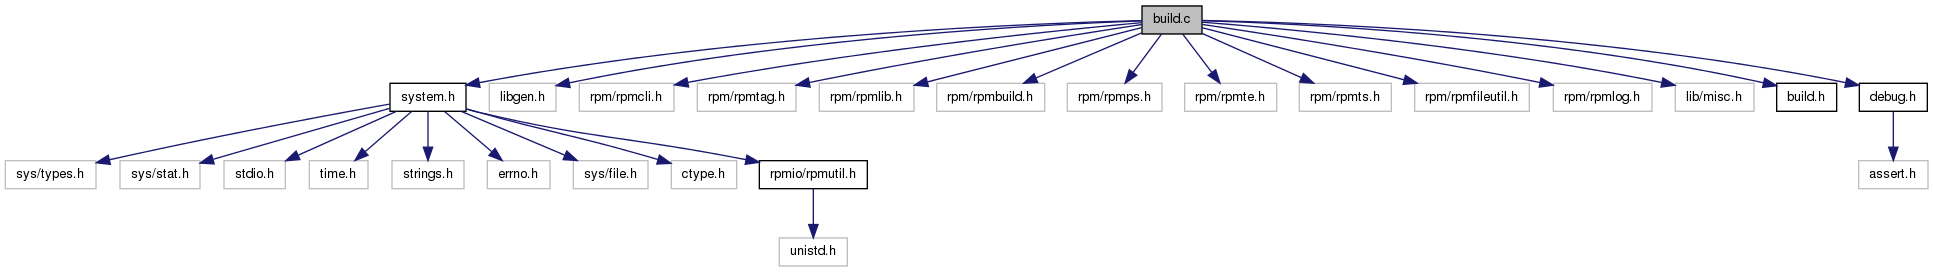 build.c
system.h
libgen.h
rpm/rpmcli.h
rpm/rpmtag.h
rpm/rpmlib.h
rpm/rpmbuild.h
rpm/rpmps.h
rpm/rpmte.h
rpm/rpmts.h
rpm/rpmfileutil.h
rpm/rpmlog.h
lib/misc.h
build.h
debug.h
sys/types.h
sys/stat.h
stdio.h
time.h
strings.h
errno.h
sys/file.h
ctype.h
rpmio/rpmutil.h
assert.h
unistd.h